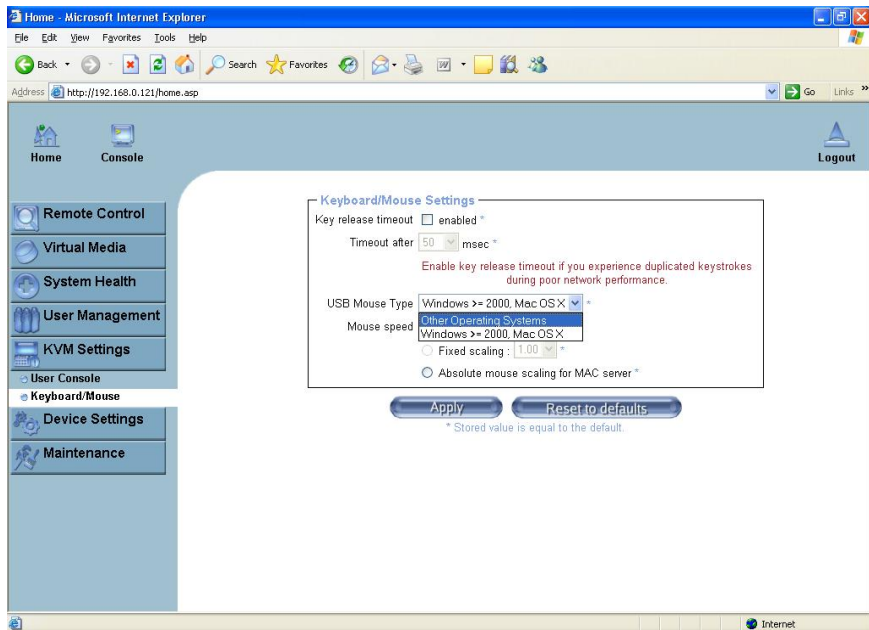 Home - Microsoft Internet Explorer
File Edit View Favorites Tools Help
Back Search Favorites
Address http://192.168.0.121/home.asp Go Links »
Home Console Logout
Remote Control
Virtual Media
System Health
User Management
KVM Settings
User Console
Keyboard/Mouse
Device Settings
Maintenance
Keyboard/Mouse Settings
Key release timeout enabled *
Timeout after 50 msec *
Enable key release timeout if you experience duplicated keystrokes
during poor network performance.
USB Mouse Type Windows >= 2000, Mac OS X *
Other Operating Systems
Mouse speed
Windows >= 2000, Mac OS X
Fixed scaling : 1.00 *
Absolute mouse scaling for MAC server *
Apply Reset to defaults
* Stored value is equal to the default.
Internet